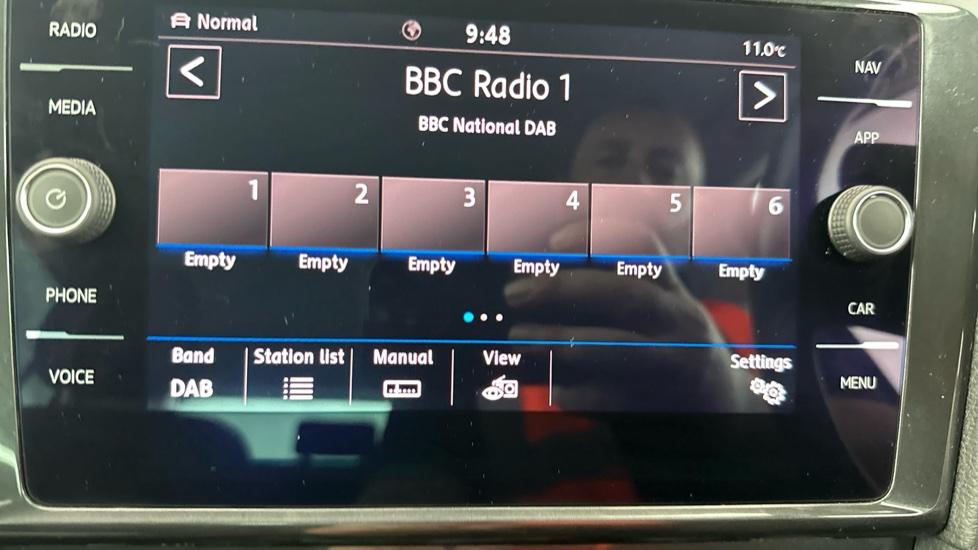 RADIO
MEDIA
PHONE
VOICE
Normal
9:48
11.0°C
<
BBC Radio 1
>
BBC National DAB
1 2 3 4 5 6
Empty Empty Empty Empty Empty Empty
Band Station list Manual View Settings
DAB
NAV
APP
CAR
MENU